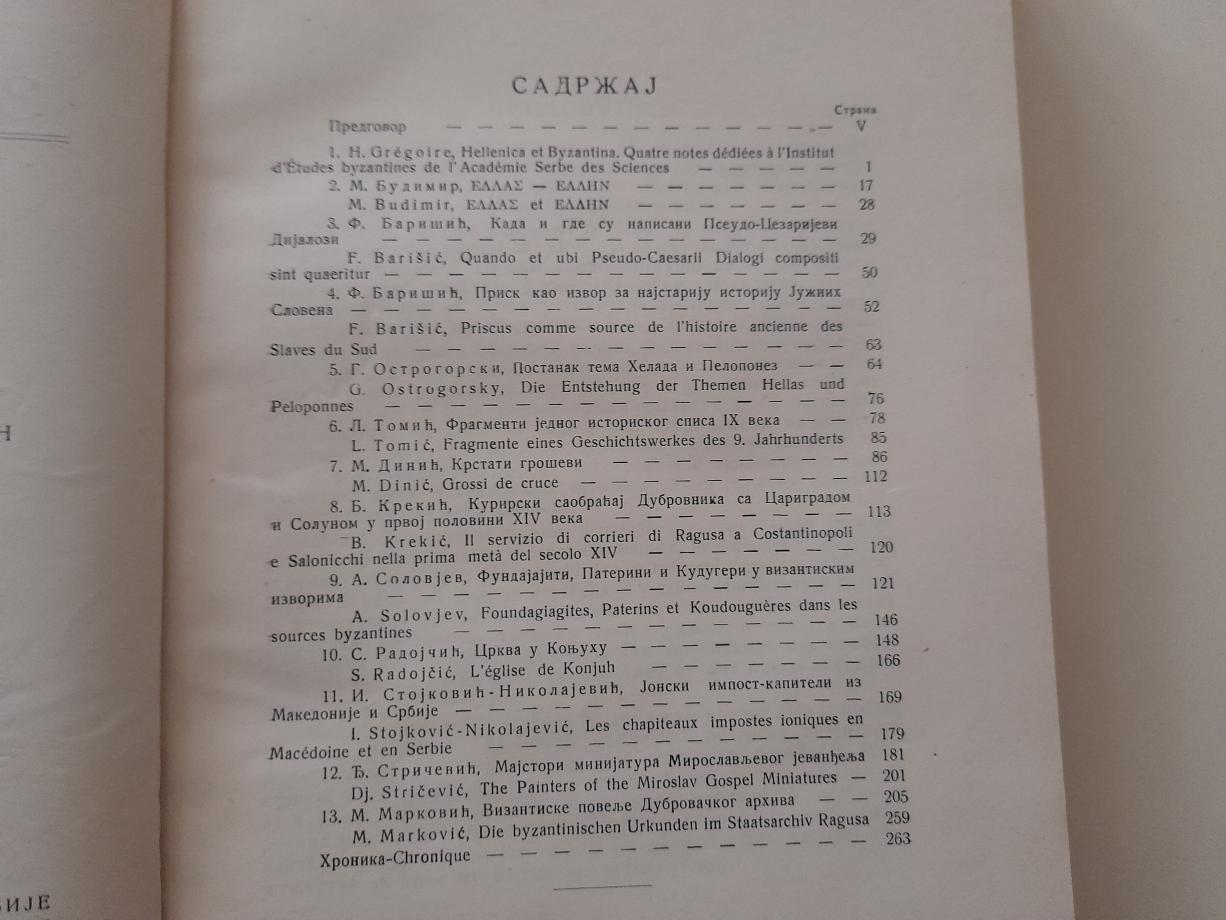 САДРЖАЈ
Страна
Предговор — — — — — — — — — — — — — V
1. H. Grégoire, Hellenica et Byzantina. Quatre notes dédiées à l'Institut
d'Études byzantines de l'Académie Serbe des Sciences — — — — — 1
2. М. Будимир, ΕΛΛΑΣ — ΕΛΛΗΝ — — — — — — — 17
M. Budimir, ΕΛΛΑΣ et ΕΛΛΗΝ — — — — — — — 28
3. Ф. Баришић, Када и где су написани Псеудо-Цезаријеви
Дијалози — — — — — — — — — — — — — — 29
F. Barišić, Quando et ubi Pseudo-Caesarii Dialogi compositi
sint quaeritur — — — — — — — — — — — — — 50
4. Ф. Баришић, Приск као извор за најстарију историју Јужних
Словена — — — — — — — — — — — — — — — 52
F. Barišić, Priscus comme source de l'histoire ancienne des
Slaves du Sud — — — — — — — — — — — — 63
5. Г. Острогорски, Постанак тема Хелада и Пелопонез — — 64
G. Ostrogorsky, Die Entstehung der Themen Hellas und
Peloponnes — — — — — — — — — — — — — — 76
6. Л. Томић, Фрагменти једног историског списа IX века — — 78
L. Tomić, Fragmente eines Geschichtswerkes des 9. Jahrhunderts 85
7. М. Динић, Крстати грошеви — — — — — — — — 86
M. Dinić, Grossi de cruce — — — — — — — — — 112
8. Б. Крекић, Курирски саобраћај Дубровника са Цариградом
и Солуном у првој половини XIV века — — — — — — — — 113
B. Krekić, Il servizio di corrieri di Ragusa a Costantinopoli
e Salonicchi nella prima metà del secolo XIV — — — — — — 120
9. А. Соловјев, Фундајајити, Патерини и Кудугери у византиским
изворима — — — — — — — — — — — — — — 121
A. Solovjev, Foundagiagites, Paterins et Koudouguères dans les
sources byzantines — — — — — — — — — — — — 146
10. С. Радојчић, Црква у Коњуху — — — — — — — — 148
S. Radojčić, L'église de Konjuh — — — — — — — 166
11. И. Стојковић-Николајевић, Јонски импост-капители из
Македоније и Србије — — — — — — — — — — — — 169
I. Stojković-Nikolajević, Les chapiteaux impostes ioniques en
Macédoine et en Serbie — — — — — — — — — — — 179
12. Ђ. Стричевић, Мајстори минијатура Мирослављевог јеванђеља 181
Dj. Stričević, The Painters of the Miroslav Gospel Miniatures — 201
13. М. Марковић, Византиске повеље Дубровачког архива — — 205
M. Marković, Die byzantinischen Urkunden im Staatsarchiv Ragusa 259
Хроника-Chronique — — — — — — — — — — — 263